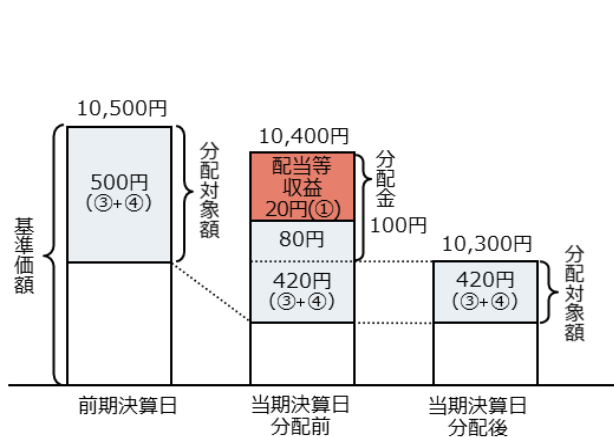 10,500円
500円
(③+④)
分配対象額
基準価額
前期決算日
10,400円
配当等
収益
20円(①)
80円
420円
(③+④)
分配金
100円
当期決算日
分配前
10,300円
420円
(③+④)
分配対象額
当期決算日
分配後